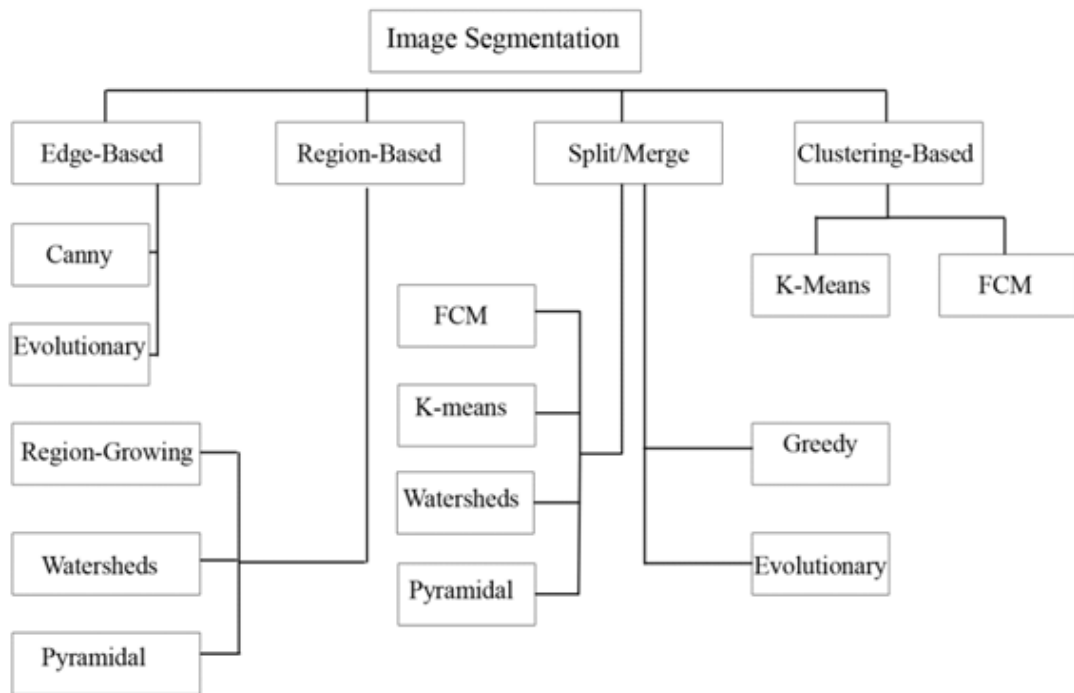 Image Segmentation
Edge-Based
Region-Based
Split/Merge
Clustering-Based
Canny
Evolutionary
Region-Growing
Watersheds
Pyramidal
FCM
K-means
Watersheds
Pyramidal
Greedy
Evolutionary
K-Means
FCM